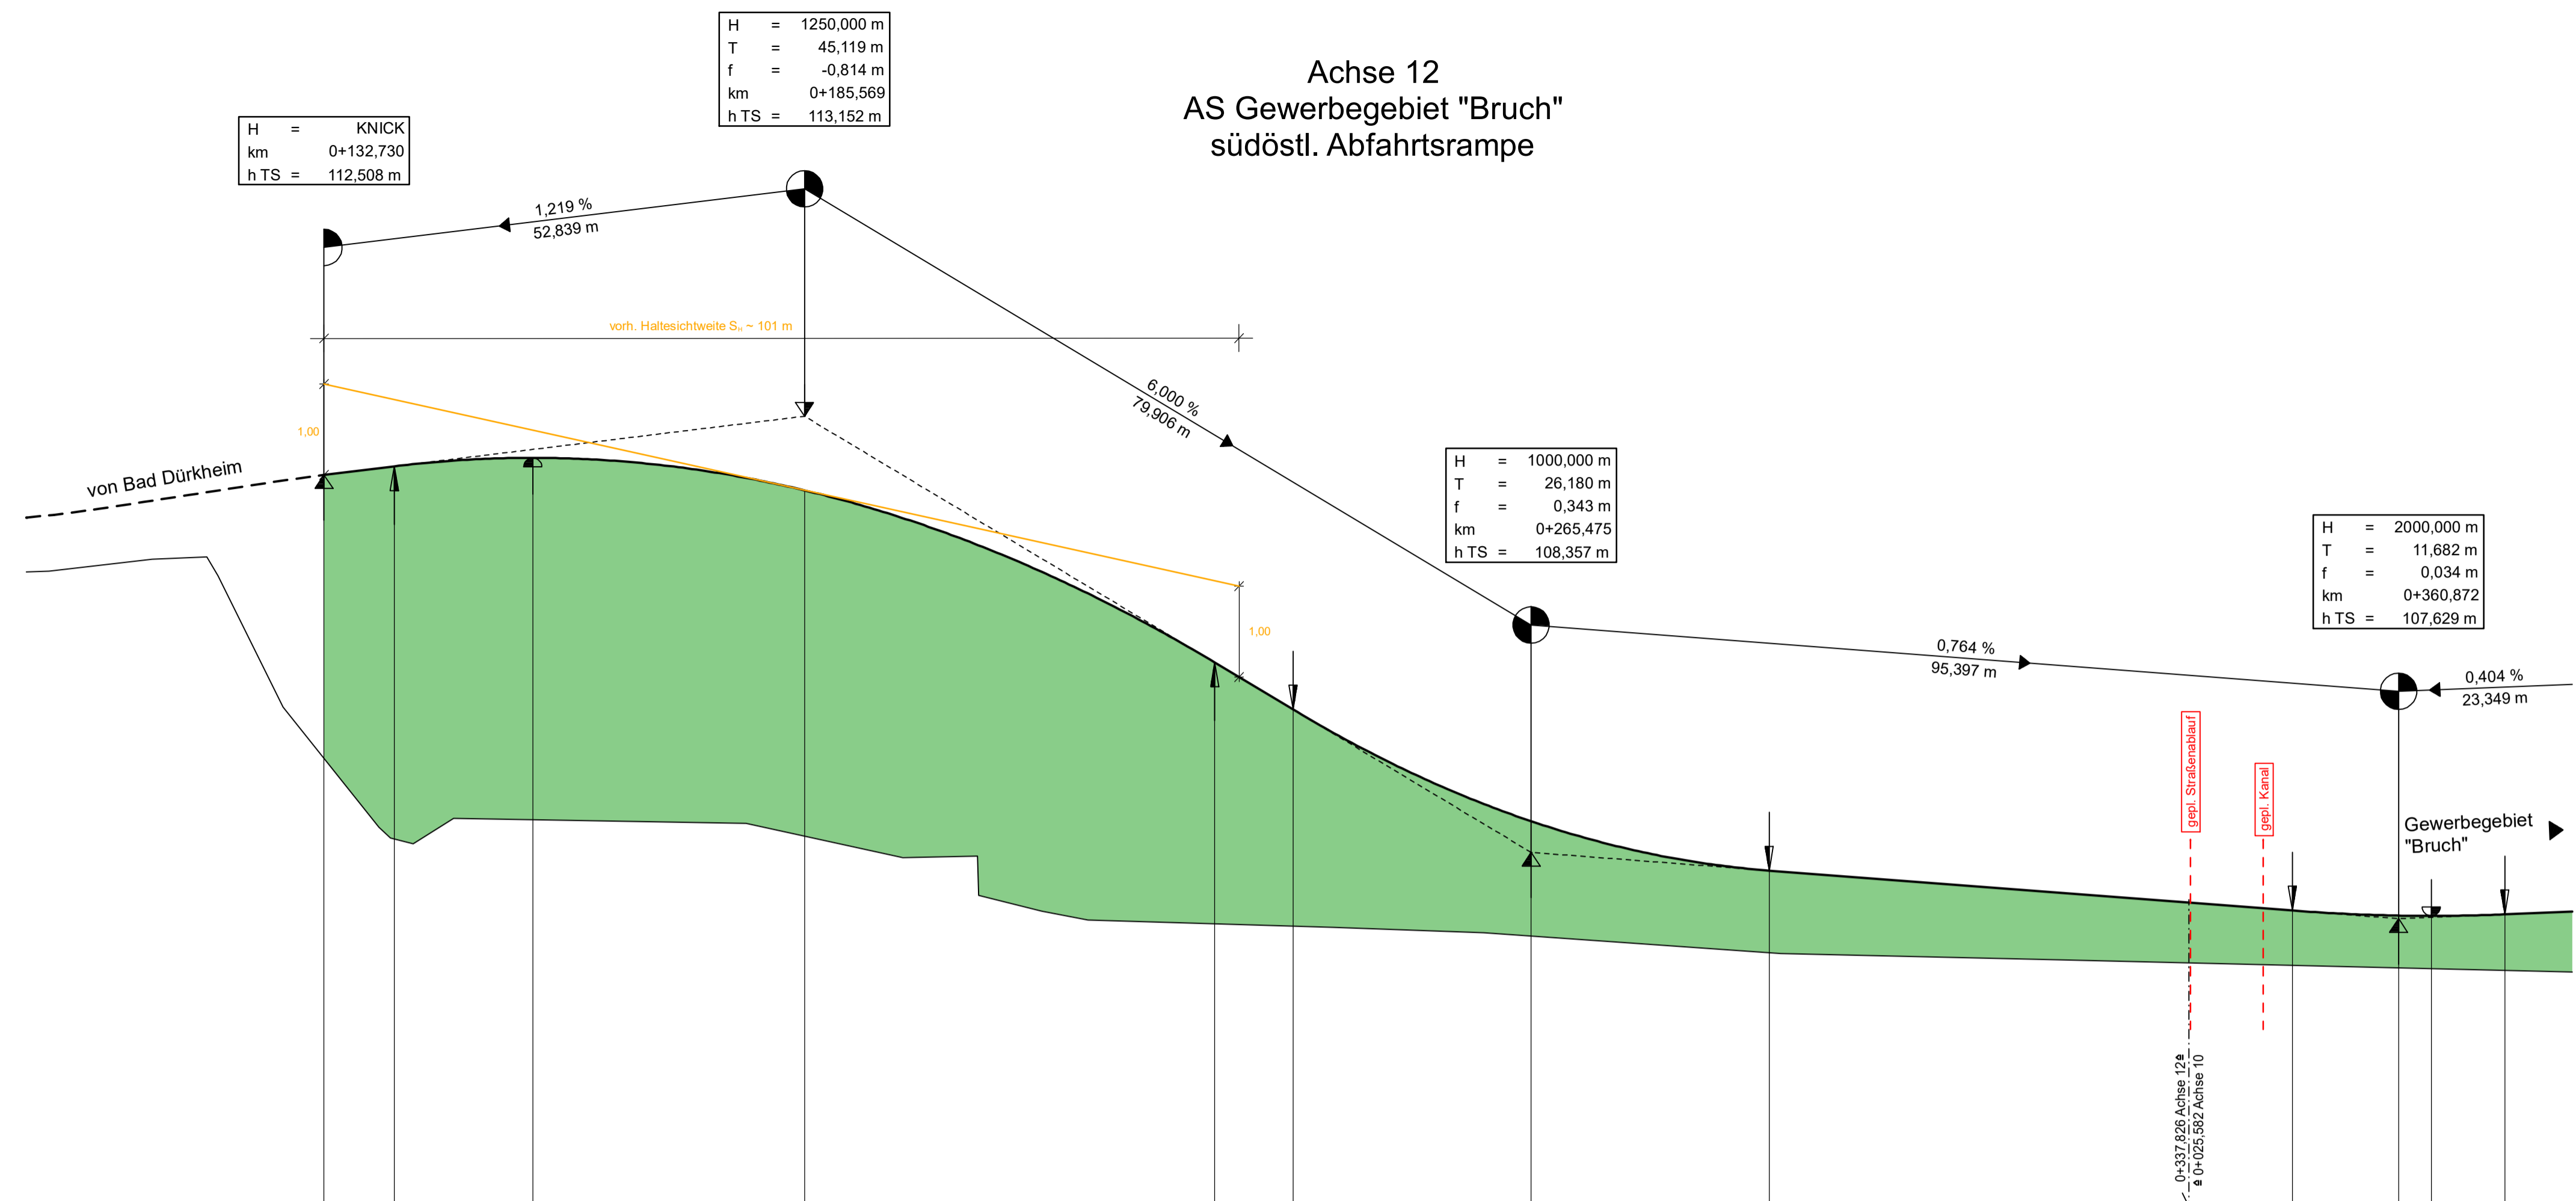 H = 1250,000 m
T = 45,119 m
f = -0,814 m
km 0+185,569
h TS = 113,152 m
Achse 12
AS Gewerbegebiet "Bruch"
südöstl. Abfahrtsrampe
H = KNICK
km 0+132,730
h TS = 112,508 m
1,219 %
52,839 m
vorh. Haltesichtweite SH ~ 101 m
6,000 %
79,906 m
1,00
von Bad Dürkheim
H = 1000,000 m
T = 26,180 m
f = 0,343 m
km 0+265,475
h TS = 108,357 m
H = 2000,000 m
T = 11,682 m
f = 0,034 m
km 0+360,872
h TS = 107,629 m
1,00
0,764 %
95,397 m
0,404 %
23,349 m
gepl. Straßenablauf
gepl. Kanal
Gewerbegebiet
"Bruch"
0+337,826 Achse 12≙
≙ 0+025,582 Achse 10